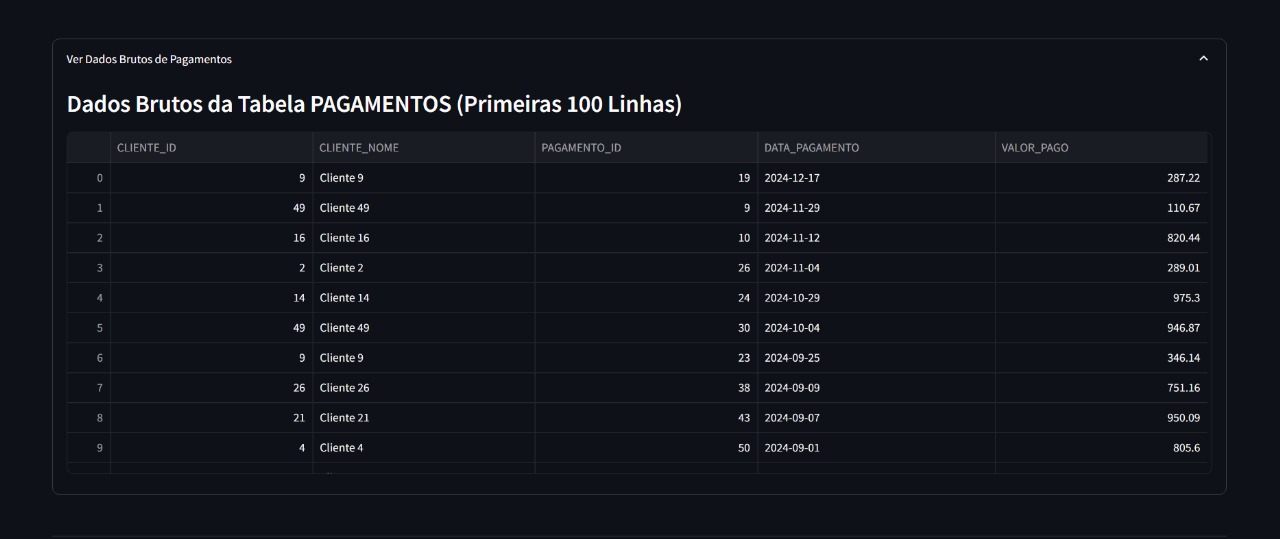 Ver Dados Brutos de Pagamentos
Dados Brutos da Tabela PAGAMENTOS (Primeiras 100 Linhas)
CLIENTE_ID CLIENTE_NOME PAGAMENTO_ID DATA_PAGAMENTO VALOR_PAGO
0 9 Cliente 9 19 2024-12-17 287.22
1 49 Cliente 49 9 2024-11-29 110.67
2 16 Cliente 16 10 2024-11-12 820.44
3 2 Cliente 2 26 2024-11-04 289.01
4 14 Cliente 14 24 2024-10-29 975.3
5 49 Cliente 49 30 2024-10-04 946.87
6 9 Cliente 9 23 2024-09-25 346.14
7 26 Cliente 26 38 2024-09-09 751.16
8 21 Cliente 21 43 2024-09-07 950.09
9 4 Cliente 4 50 2024-09-01 805.6